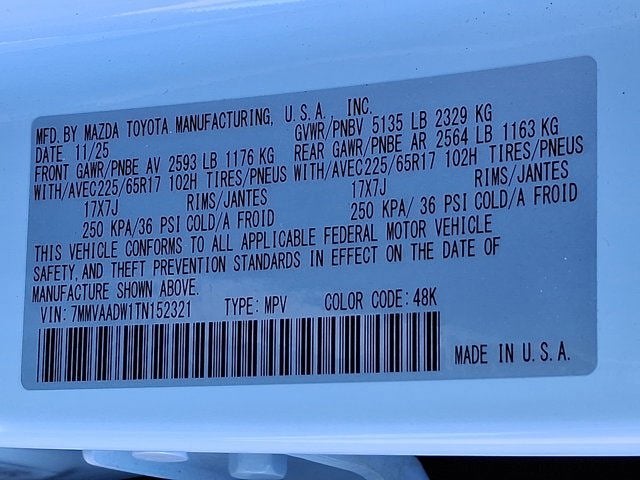 MFD. BY MAZDA TOYOTA MANUFACTURING, U.S.A., INC.
DATE 11/25 GVWR/PNBV 5135 LB 2329 KG
FRONT GAWR/PNBE AV 2593 LB 1176 KG REAR GAWR/PNBE AR 2564 LB 1163 KG
WITH/AVEC225/65R17 102H TIRES/PNEUS WITH/AVEC225/65R17 102H TIRES/PNEUS
17X7J RIMS/JANTES 17X7J RIMS/JANTES
250 KPA/36 PSI COLD/A FROID 250 KPA/ 36 PSI COLD/A FROID
THIS VEHICLE CONFORMS TO ALL APPLICABLE FEDERAL MOTOR VEHICLE
SAFETY, AND THEFT PREVENTION STANDARDS IN EFFECT ON THE DATE OF
MANUFACTURE SHOWN ABOVE.
VIN: 7MMVAADW1TN152321 TYPE: MPV COLOR CODE: 48K
MADE IN U.S.A.